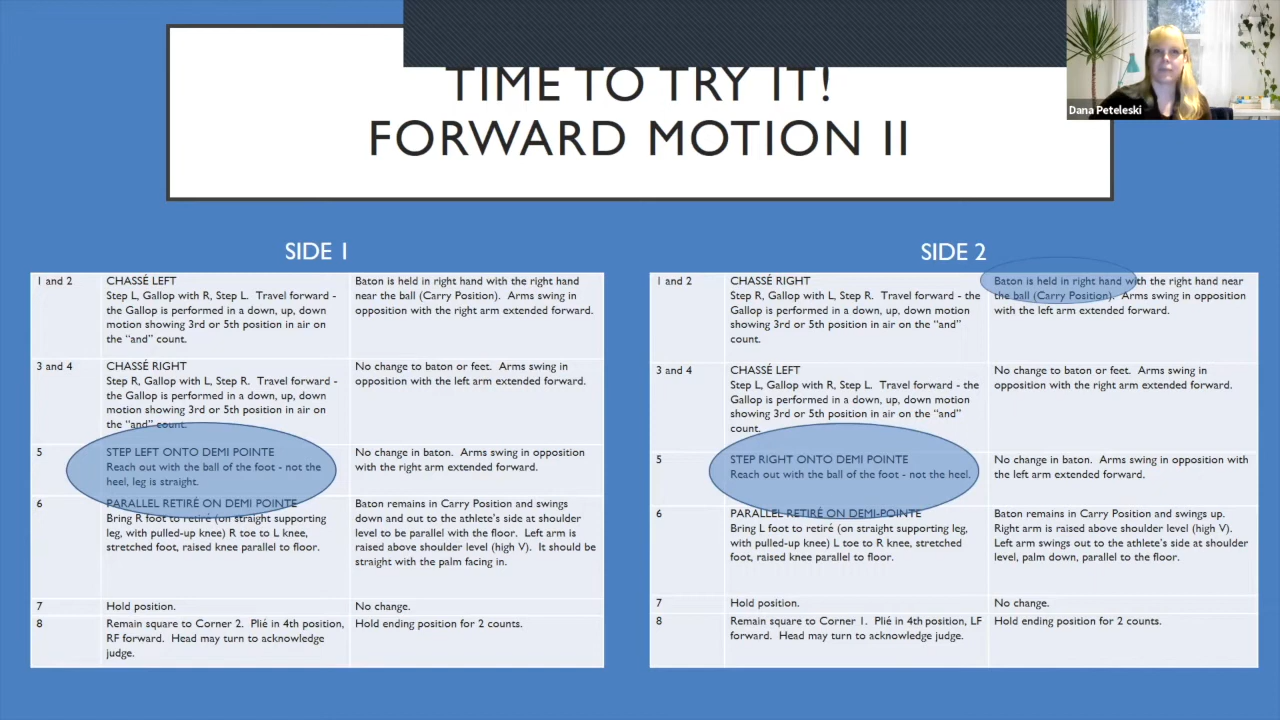 TIME TO TRY IT!
FORWARD MOTION II
Dana Peteleski
SIDE 1
1 and 2
CHASSÉ LEFT
Step L, Gallop with R, Step L. Travel forward -
the Gallop is performed in a down, up, down
motion showing 3rd or 5th position in air on
the “and” count.
Baton is held in right hand with the right hand
near the ball (Carry Position). Arms swing in
opposition with the right arm extended forward.
3 and 4
CHASSÉ RIGHT
Step R, Gallop with L, Step R. Travel forward -
the Gallop is performed in a down, up, down
motion showing 3rd or 5th position in air on
the “and” count.
No change to baton or feet. Arms swing in
opposition with the left arm extended forward.
5
STEP LEFT ONTO DEMI POINTE
Reach out with the ball of the foot - not the
heel, leg is straight.
No change in baton. Arms swing in opposition
with the right arm extended forward.
6
PARALLEL RETIRÉ ON DEMI POINTE
Bring R foot to retiré (on straight supporting
leg, with pulled-up knee) R toe to L knee,
stretched foot, raised knee parallel to floor.
Baton remains in Carry Position and swings
down and out to the athlete’s side at shoulder
level to be parallel with the floor. Left arm is
raised above shoulder level (high V). It should be
straight with the palm facing in.
7
Hold position.
No change.
8
Remain square to Corner 2. Plié in 4th position,
RF forward. Head may turn to acknowledge
judge.
Hold ending position for 2 counts.
SIDE 2
1 and 2
CHASSÉ RIGHT
Step R, Gallop with L, Step R. Travel forward - the
Gallop is performed in a down, up, down motion
showing 3rd or 5th position in air on the “and”
count.
Baton is held in right hand with the right hand near
the ball (Carry Position). Arms swing in opposition
with the left arm extended forward.
3 and 4
CHASSÉ LEFT
Step L, Gallop with R, Step L. Travel forward - the
Gallop is performed in a down, up, down motion
showing 3rd or 5th position in air on the “and”
count.
No change to baton or feet. Arms swing in
opposition with the right arm extended forward.
5
STEP RIGHT ONTO DEMI POINTE
Reach out with the ball of the foot - not the heel.
No change in baton. Arms swing in opposition with
the left arm extended forward.
6
PARALLEL RETIRÉ ON DEMI-POINTE
Bring L foot to retiré (on straight supporting leg,
with pulled-up knee) L toe to R knee, stretched
foot, raised knee parallel to floor.
Baton remains in Carry Position and swings up.
Right arm is raised above shoulder level (high V).
Left arm swings out to the athlete’s side at shoulder
level, palm down, parallel to the floor.
7
Hold position.
No change.
8
Remain square to Corner 1. Plié in 4th position, LF
forward. Head may turn to acknowledge judge.
Hold ending position for 2 counts.